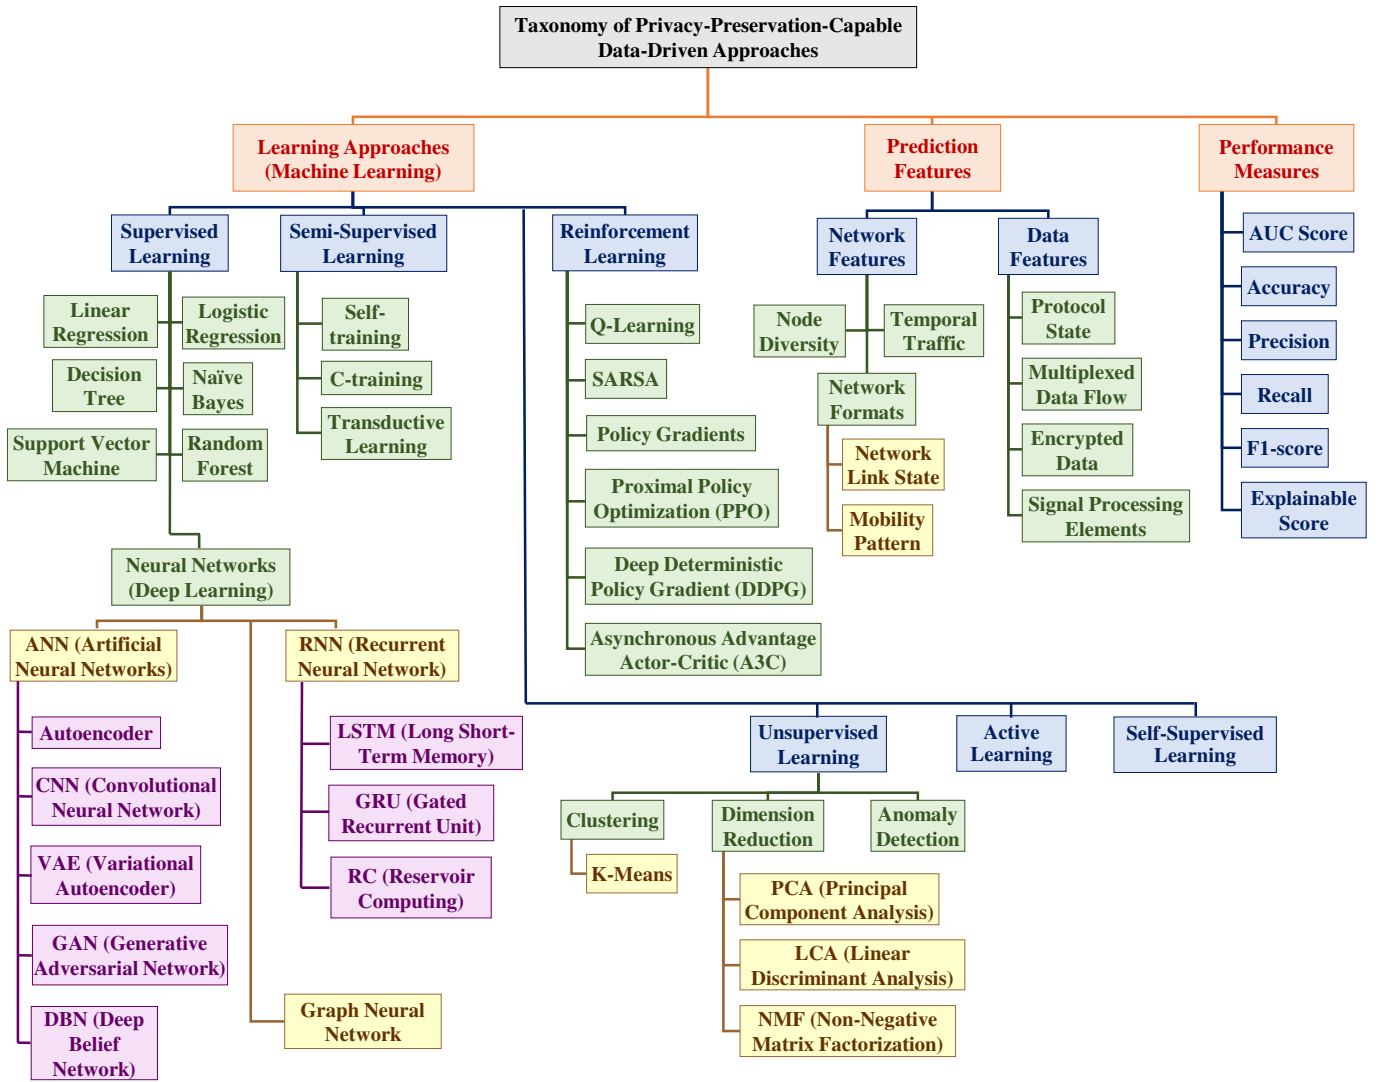 Taxonomy of Privacy-Preservation-Capable
Data-Driven Approaches
Learning Approaches
(Machine Learning)
Prediction
Features
Performance
Measures
Supervised
Learning
Semi-Supervised
Learning
Reinforcement
Learning
Network
Features
Data
Features
Linear
Regression
Logistic
Regression
Decision
Tree
Naïve
Bayes
Support Vector
Machine
Random
Forest
Self-
training
C-training
Transductive
Learning
Q-Learning
SARSA
Policy Gradients
Proximal Policy
Optimization (PPO)
Deep Deterministic
Policy Gradient (DDPG)
Asynchronous Advantage
Actor-Critic (A3C)
Node
Diversity
Temporal
Traffic
Network
Formats
Network
Link State
Mobility
Pattern
Protocol
State
Multiplexed
Data Flow
Encrypted
Data
Signal Processing
Elements
AUC Score
Accuracy
Precision
Recall
F1-score
Explainable
Score
Neural Networks
(Deep Learning)
ANN (Artificial
Neural Networks)
RNN (Recurrent
Neural Network)
Autoencoder
CNN (Convolutional
Neural Network)
VAE (Variational
Autoencoder)
GAN (Generative
Adversarial Network)
DBN (Deep
Belief
Network)
LSTM (Long Short-
Term Memory)
GRU (Gated
Recurrent Unit)
RC (Reservoir
Computing)
Graph Neural
Network
Unsupervised
Learning
Active
Learning
Self-Supervised
Learning
Clustering
Dimension
Reduction
Anomaly
Detection
K-Means
PCA (Principal
Component Analysis)
LCA (Linear
Discriminant Analysis)
NMF (Non-Negative
Matrix Factorization)